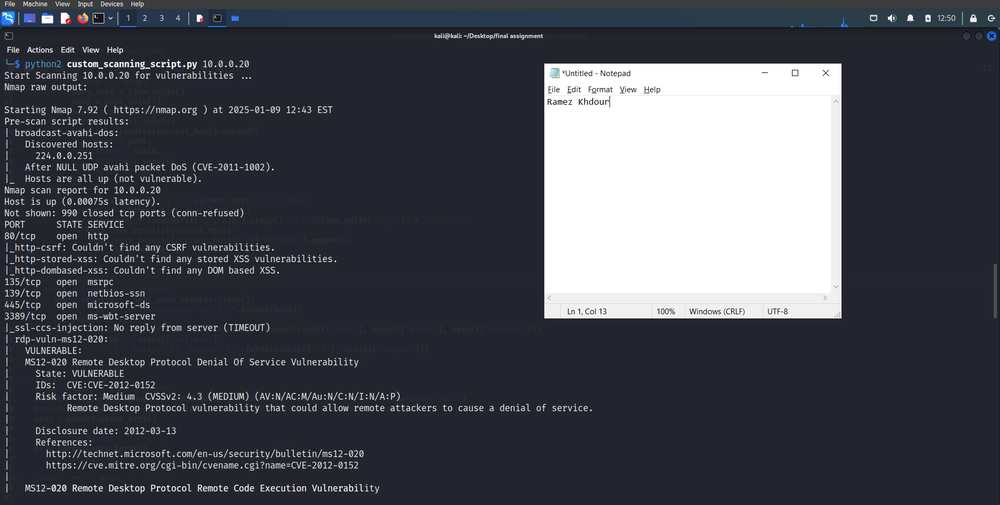 File Machine View Input Devices Help
1 2 3 4 12:50
kali@kali: ~/Desktop/final assignment
File Actions Edit View Help
└─$ python2 custom_scanning_script.py 10.0.0.20
Start Scanning 10.0.0.20 for vulnerabilities ...
Nmap raw output:
Starting Nmap 7.92 ( https://nmap.org ) at 2025-01-09 12:43 EST
Pre-scan script results:
| broadcast-avahi-dos:
|   Discovered hosts:
|     224.0.0.251
|   After NULL UDP avahi packet DoS (CVE-2011-1002).
|_  Hosts are all up (not vulnerable).
Nmap scan report for 10.0.0.20
Host is up (0.00075s latency).
Not shown: 990 closed tcp ports (conn-refused)
PORT      STATE SERVICE
80/tcp    open  http
|_http-csrf: Couldn't find any CSRF vulnerabilities.
|_http-stored-xss: Couldn't find any stored XSS vulnerabilities.
|_http-dombased-xss: Couldn't find any DOM based XSS.
135/tcp   open  msrpc
139/tcp   open  netbios-ssn
445/tcp   open  microsoft-ds
3389/tcp  open  ms-wbt-server
|_ssl-ccs-injection: No reply from server (TIMEOUT)
| rdp-vuln-ms12-020:
|   VULNERABLE:
|   MS12-020 Remote Desktop Protocol Denial Of Service Vulnerability
|     State: VULNERABLE
|     IDs:  CVE:CVE-2012-0152
|     Risk factor: Medium  CVSSv2: 4.3 (MEDIUM) (AV:N/AC:M/Au:N/C:N/I:N/A:P)
|           Remote Desktop Protocol vulnerability that could allow remote attackers to cause a denial of service.
|
|     Disclosure date: 2012-03-13
|     References:
|       http://technet.microsoft.com/en-us/security/bulletin/ms12-020
|       https://cve.mitre.org/cgi-bin/cvename.cgi?name=CVE-2012-0152
|
|   MS12-020 Remote Desktop Protocol Remote Code Execution Vulnerability
*Untitled - Notepad
File Edit Format View Help
Ramez Khdour
Ln 1, Col 13 100% Windows (CRLF) UTF-8